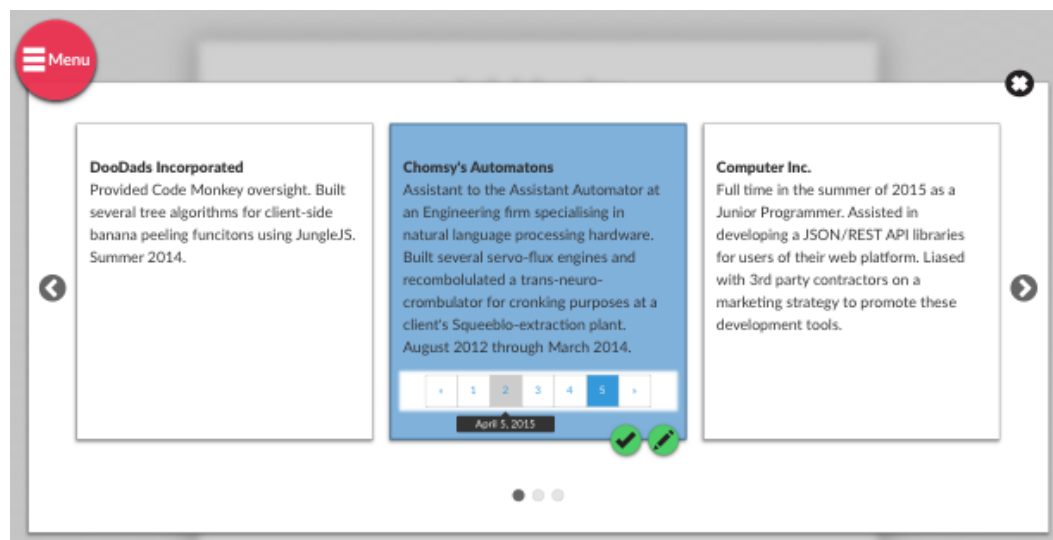 Menu
DooDads Incorporated
Provided Code Monkey oversight. Built
several tree algorithms for client-side
banana peeling funcitons using JungleJS.
Summer 2014.
Chomsy's Automatons
Assistant to the Assistant Automator at
an Engineering firm specialising in
natural language processing hardware.
Built several servo-flux engines and
recombolulated a trans-neuro-
crombulator for cronking purposes at a
client's Squeeblo-extraction plant.
August 2012 through March 2014.
« 1 2 3 4 5 »
April 5, 2015
Computer Inc.
Full time in the summer of 2015 as a
Junior Programmer. Assisted in
developing a JSON/REST API libraries
for users of their web platform. Liased
with 3rd party contractors on a
marketing strategy to promote these
development tools.